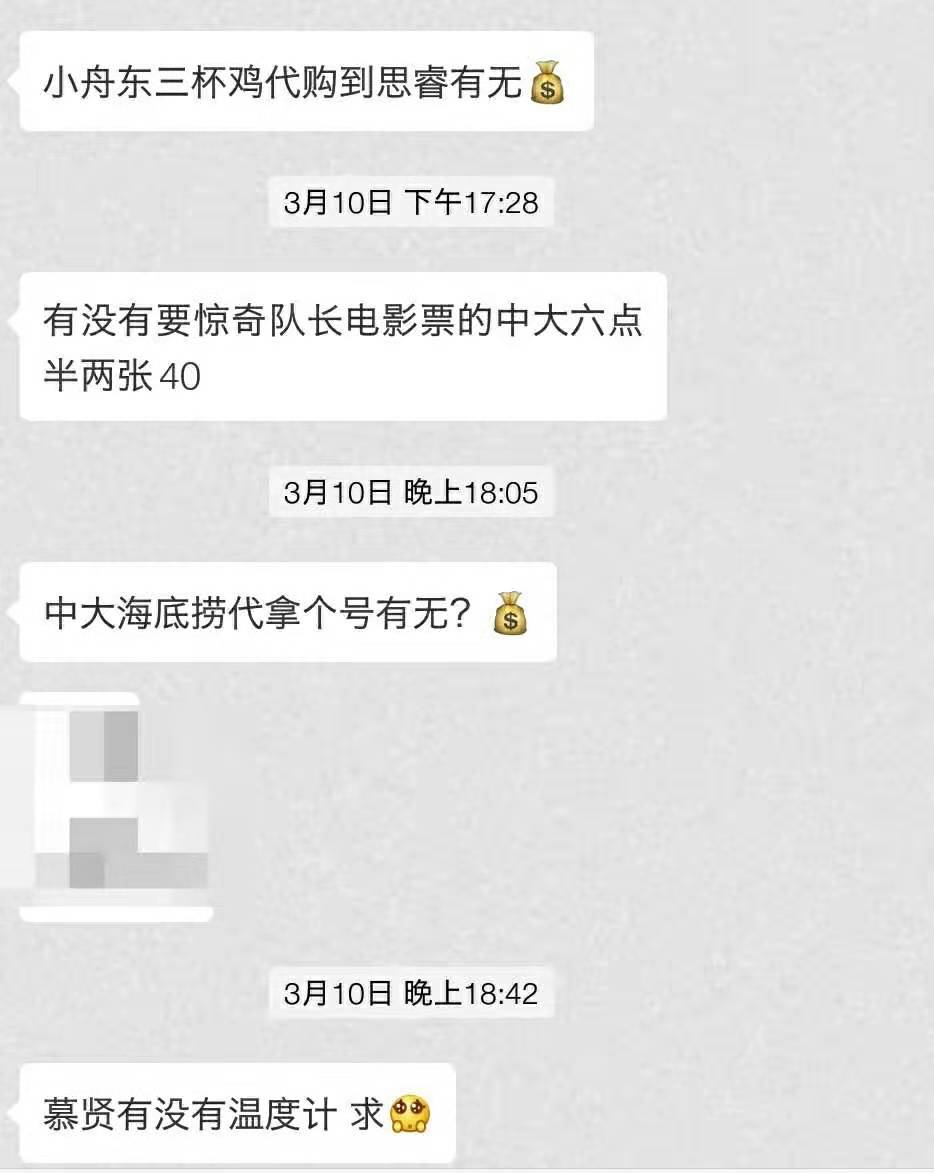 小舟东三杯鸡代购到思睿有无💰
3月10日 下午17:28
有没有要惊奇队长电影票的中大六点
半两张40
3月10日 晚上18:05
中大海底捞代拿个号有无？💰
3月10日 晚上18:42
慕贤有没有温度计 求🥺